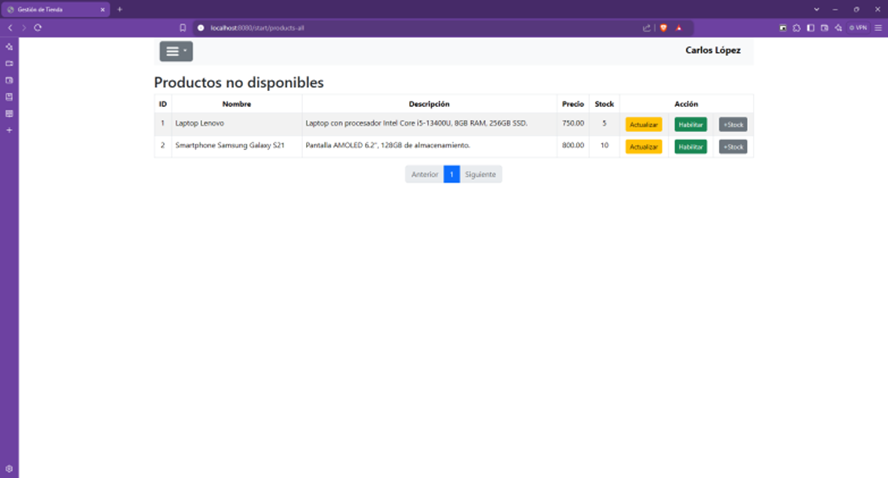 Gestión de Tienda
localhost:8080/start/products-all
VPN
Carlos López
Productos no disponibles
ID Nombre Descripción Precio Stock Acción
1 Laptop Lenovo Laptop con procesador Intel Core i5-13400U, 8GB RAM, 256GB SSD. 750.00 5 Actualizar Habilitar +Stock
2 Smartphone Samsung Galaxy S21 Pantalla AMOLED 6.2", 128GB de almacenamiento. 800.00 10 Actualizar Habilitar +Stock
Anterior 1 Siguiente